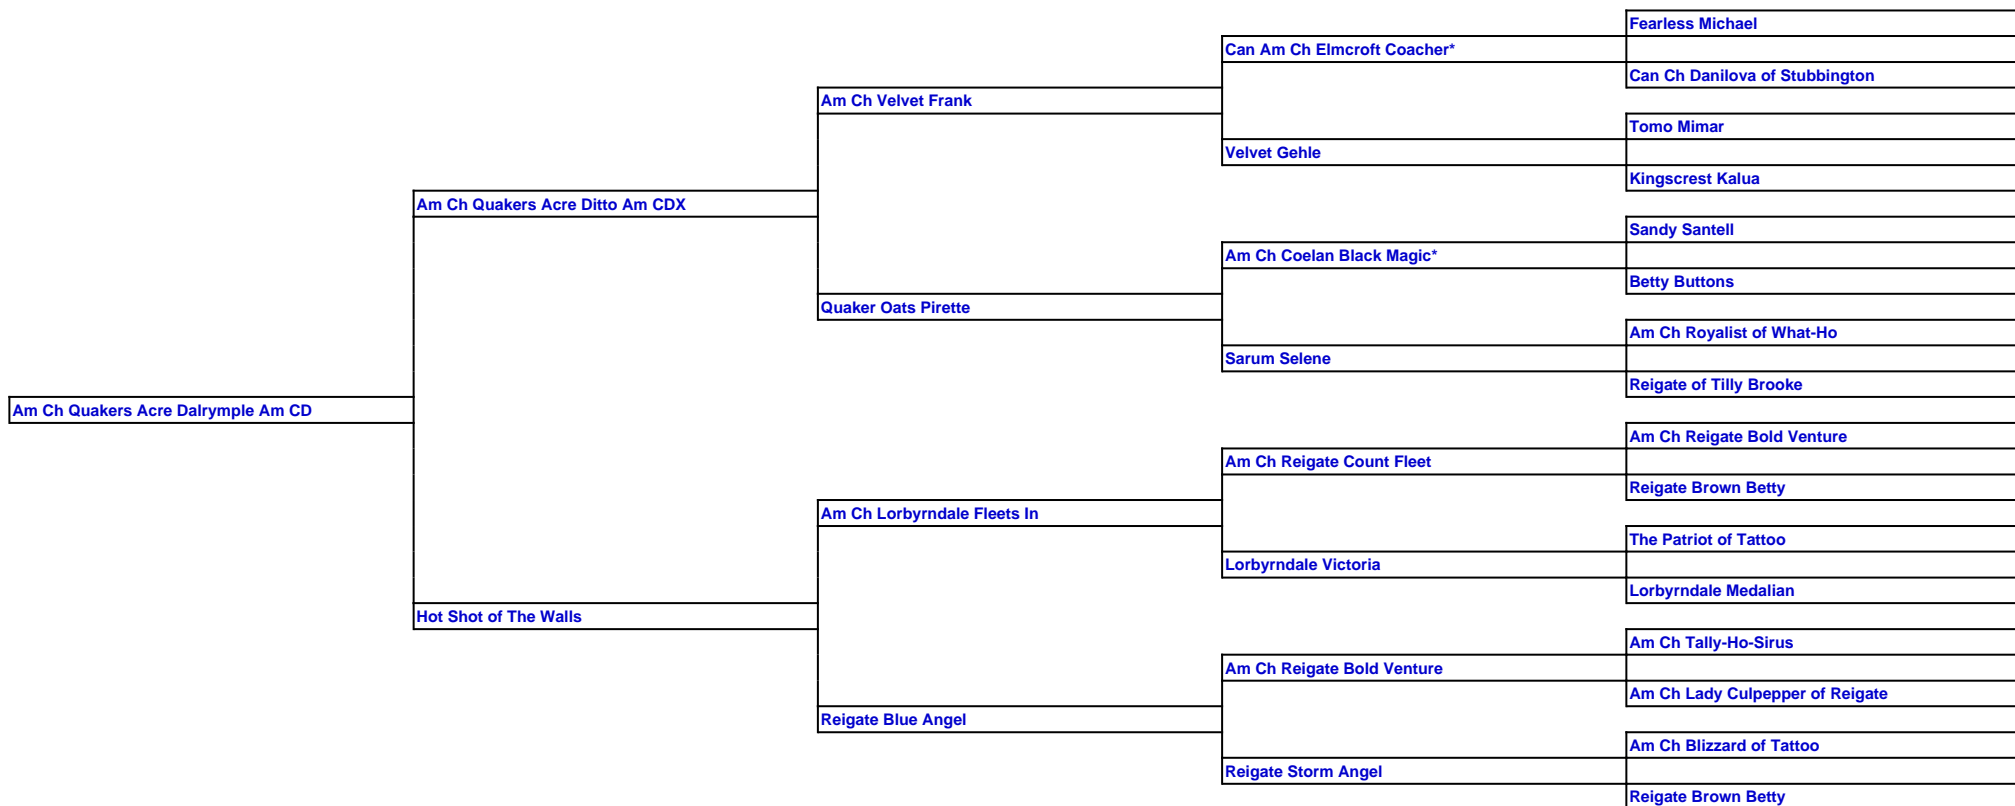 Fearless Michael
Can Am Ch Elmcroft Coacher*
Can Ch Danilova of Stubbington
Am Ch Velvet Frank
Tomo Mimar
Velvet Gehle
Kingscrest Kalua
Am Ch Quakers Acre Ditto Am CDX
Sandy Santell
Am Ch Coelan Black Magic*
Betty Buttons
Quaker Oats Pirette
Am Ch Royalist of What-Ho
Sarum Selene
Reigate of Tilly Brooke
Am Ch Quakers Acre Dalrymple Am CD
Am Ch Reigate Bold Venture
Am Ch Reigate Count Fleet
Reigate Brown Betty
Am Ch Lorbyrndale Fleets In
The Patriot of Tattoo
Lorbyrndale Victoria
Lorbyrndale Medalian
Hot Shot of The Walls
Am Ch Tally-Ho-Sirus
Am Ch Reigate Bold Venture
Am Ch Lady Culpepper of Reigate
Reigate Blue Angel
Am Ch Blizzard of Tattoo
Reigate Storm Angel
Reigate Brown Betty